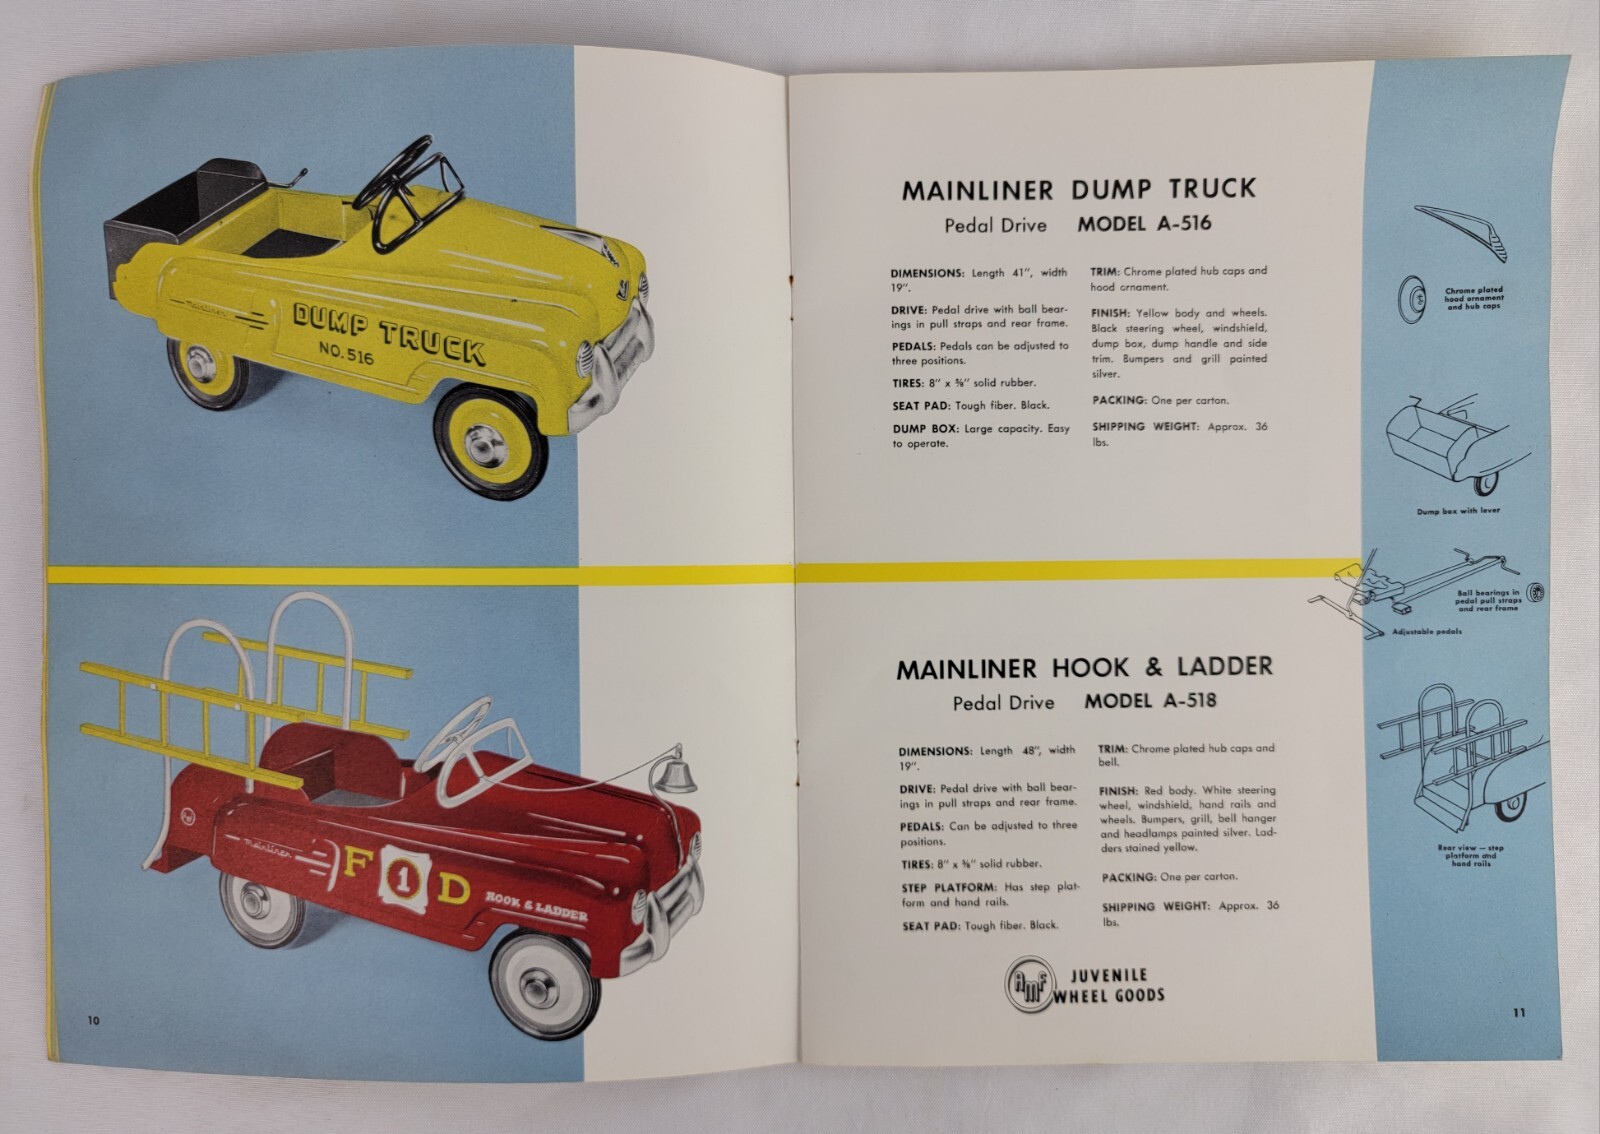 Mainliner
DUMP TRUCK
NO. 516
Mainliner
F 1 D
HOOK & LADDER
10
MAINLINER DUMP TRUCK
Pedal Drive MODEL A-516
DIMENSIONS: Length 41", width
19".
DRIVE: Pedal drive with ball bear-
ings in pull straps and rear frame.
PEDALS: Pedals can be adjusted to
three positions.
TIRES: 8" x ⅝" solid rubber.
SEAT PAD: Tough fiber. Black.
DUMP BOX: Large capacity. Easy
to operate.
TRIM: Chrome plated hub caps and
hood ornament.
FINISH: Yellow body and wheels.
Black steering wheel, windshield,
dump box, dump handle and side
trim. Bumpers and grill painted
silver.
PACKING: One per carton.
SHIPPING WEIGHT: Approx. 36
lbs.
MAINLINER HOOK & LADDER
Pedal Drive MODEL A-518
DIMENSIONS: Length 48", width
19".
DRIVE: Pedal drive with ball bear-
ings in pull straps and rear frame.
PEDALS: Can be adjusted to three
positions.
TIRES: 8" x ⅝" solid rubber.
STEP PLATFORM: Has step plat-
form and hand rails.
SEAT PAD: Tough fiber. Black.
TRIM: Chrome plated hub caps and
bell.
FINISH: Red body. White steering
wheel, windshield, hand rails and
wheels. Bumpers, grill, bell hanger
and headlamps painted silver. Lad-
ders stained yellow.
PACKING: One per carton.
SHIPPING WEIGHT: Approx. 36
lbs.
AMF JUVENILE
WHEEL GOODS
Chrome plated
hood ornament
and hub caps
Dump box with lever
Ball bearings in
pedal pull straps
and rear frame
Adjustable pedals
Rear view — step
platform and
hand rails
11